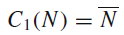 C₁(N) = N̅